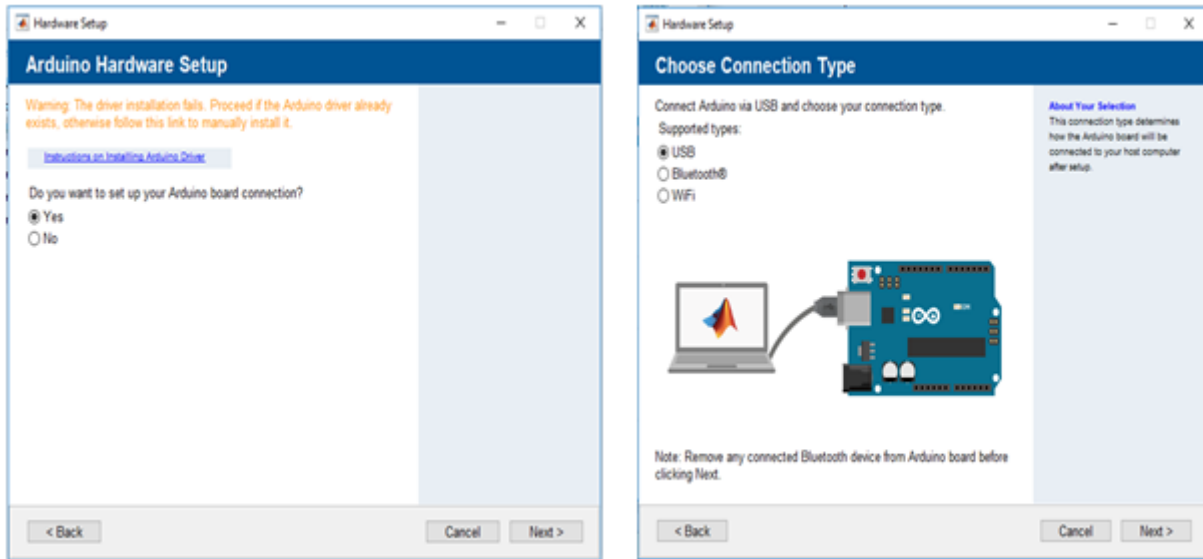 Hardware Setup
Arduino Hardware Setup
Warning: The driver installation fails. Proceed if the Arduino driver already
exists, otherwise follow this link to manually install it.
Instructions on Installing Arduino Driver
Do you want to set up your Arduino board connection?
Yes
No
< Back
Cancel
Next >
Hardware Setup
Choose Connection Type
Connect Arduino via USB and choose your connection type.
Supported types:
USB
Bluetooth®
WiFi
Note: Remove any connected Bluetooth device from Arduino board before
clicking Next.
About Your Selection
This connection type determines
how the Arduino board will be
connected to your host computer
after setup.
< Back
Cancel
Next >